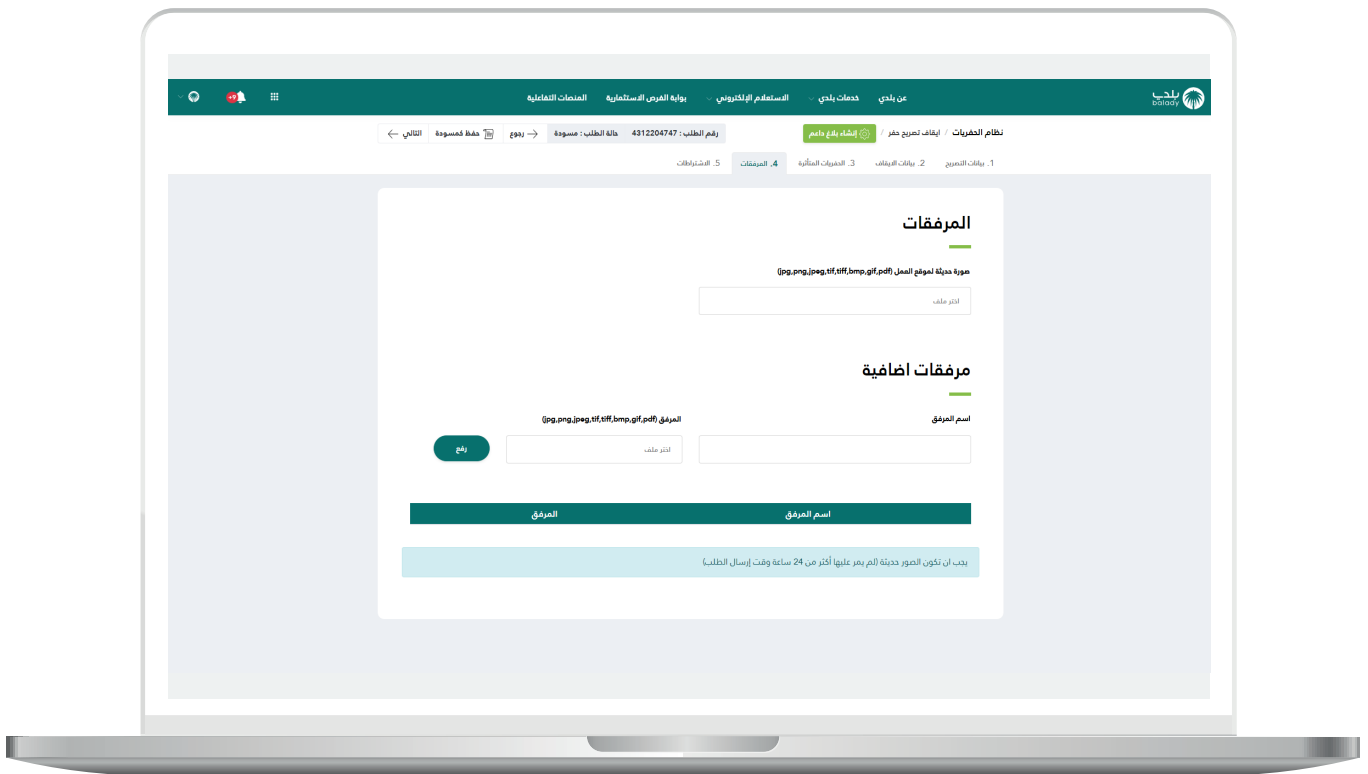 بلدي
balady
عن بلدي
خدمات بلدي
الاستعلام الإلكتروني
بوابة الفرص الاستثمارية
المنصات التفاعلية
+9
نظام الحفريات / ايقاف تصريح حفر /
إنشاء بلاغ داعم
رقم الطلب : 4312204747
حالة الطلب : مسودة
رجوع
حفظ كمسودة
التالي
1. بيانات التصريح
2. بيانات الايقاف
3. الحفريات المتأثرة
4. المرفقات
5. الاشتراطات
المرفقات
صورة حديثة لموقع العمل (jpg,png,jpeg,tif,tiff,bmp,gif,pdf)
اختر ملف
مرفقات اضافية
اسم المرفق
المرفق (jpg,png,jpeg,tif,tiff,bmp,gif,pdf)
اختر ملف
رفع
اسم المرفق
المرفق
يجب ان تكون الصور حديثة (لم يمر عليها أكثر من 24 ساعة وقت إرسال الطلب)